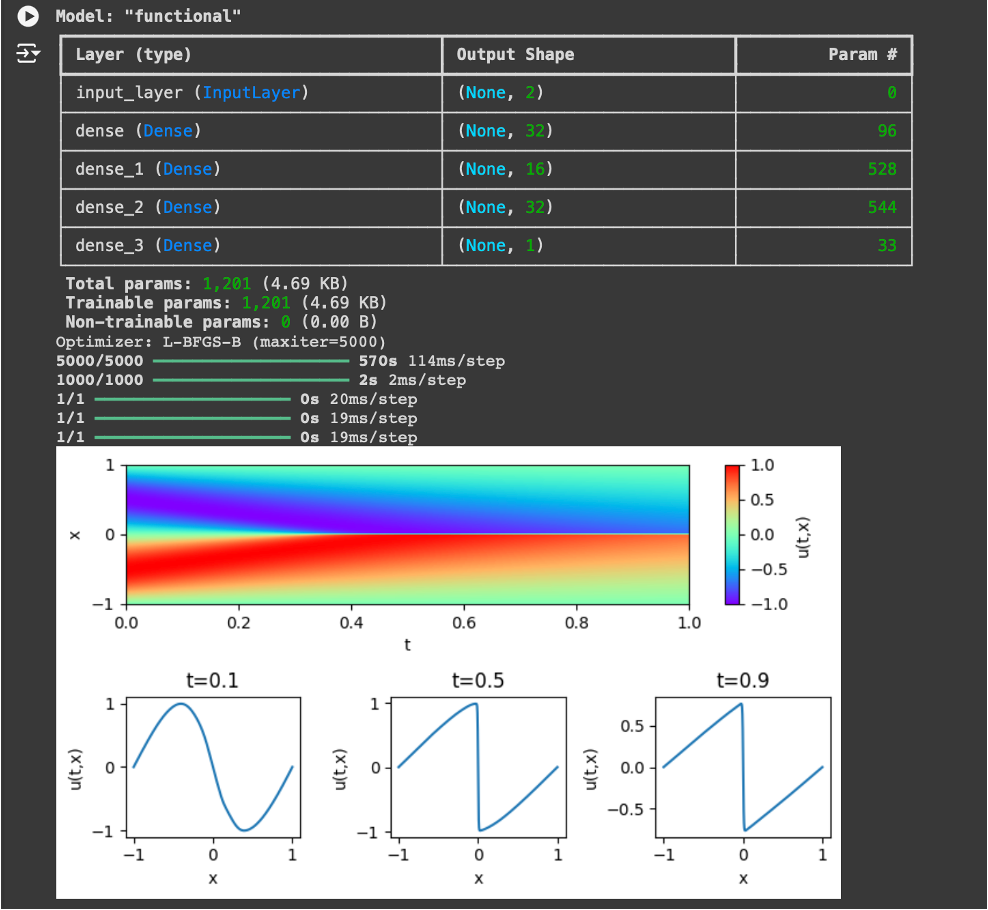 Model: "functional"
Layer (type) Output Shape Param #
input_layer (InputLayer) (None, 2) 0
dense (Dense) (None, 32) 96
dense_1 (Dense) (None, 16) 528
dense_2 (Dense) (None, 32) 544
dense_3 (Dense) (None, 1) 33
Total params: 1,201 (4.69 KB)
Trainable params: 1,201 (4.69 KB)
Non-trainable params: 0 (0.00 B)
Optimizer: L-BFGS-B (maxiter=5000)
5000/5000 570s 114ms/step
1000/1000 2s 2ms/step
1/1 0s 20ms/step
1/1 0s 19ms/step
1/1 0s 19ms/step
1
0
−1
x
0.0 0.2 0.4 0.6 0.8 1.0
t
1.0
0.5
0.0
−0.5
−1.0
u(t,x)
t=0.1
1
0
−1
u(t,x)
−1 0 1
x
t=0.5
1
0
−1
u(t,x)
−1 0 1
x
t=0.9
0.5
0.0
−0.5
u(t,x)
−1 0 1
x